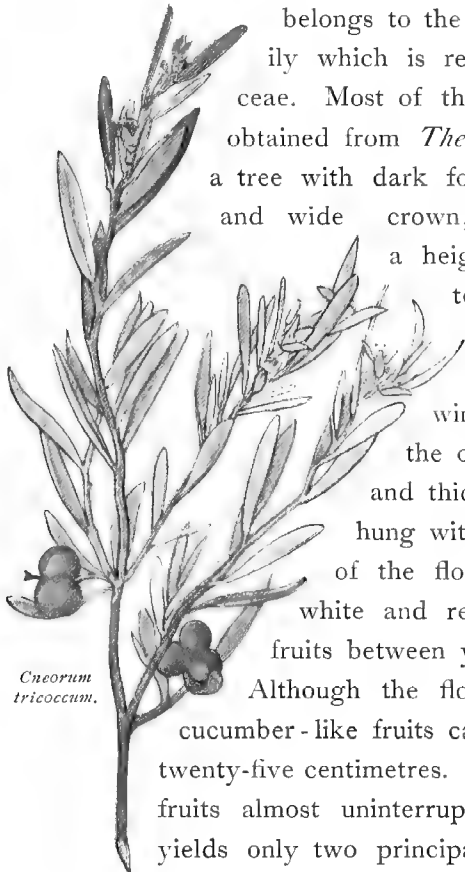 belongs to the
ily which is re
ceae. Most of th
obtained from The
a tree with dark fo
and wide crown,
a heig
to
wir
the o
and thic
hung wit
of the flo
white and re
fruits between y
Cneorum
tricoccum.
Although the flo
cucumber-like fruits ca
twenty-five centimetres.
fruits almost uninterrup
yields only two principa